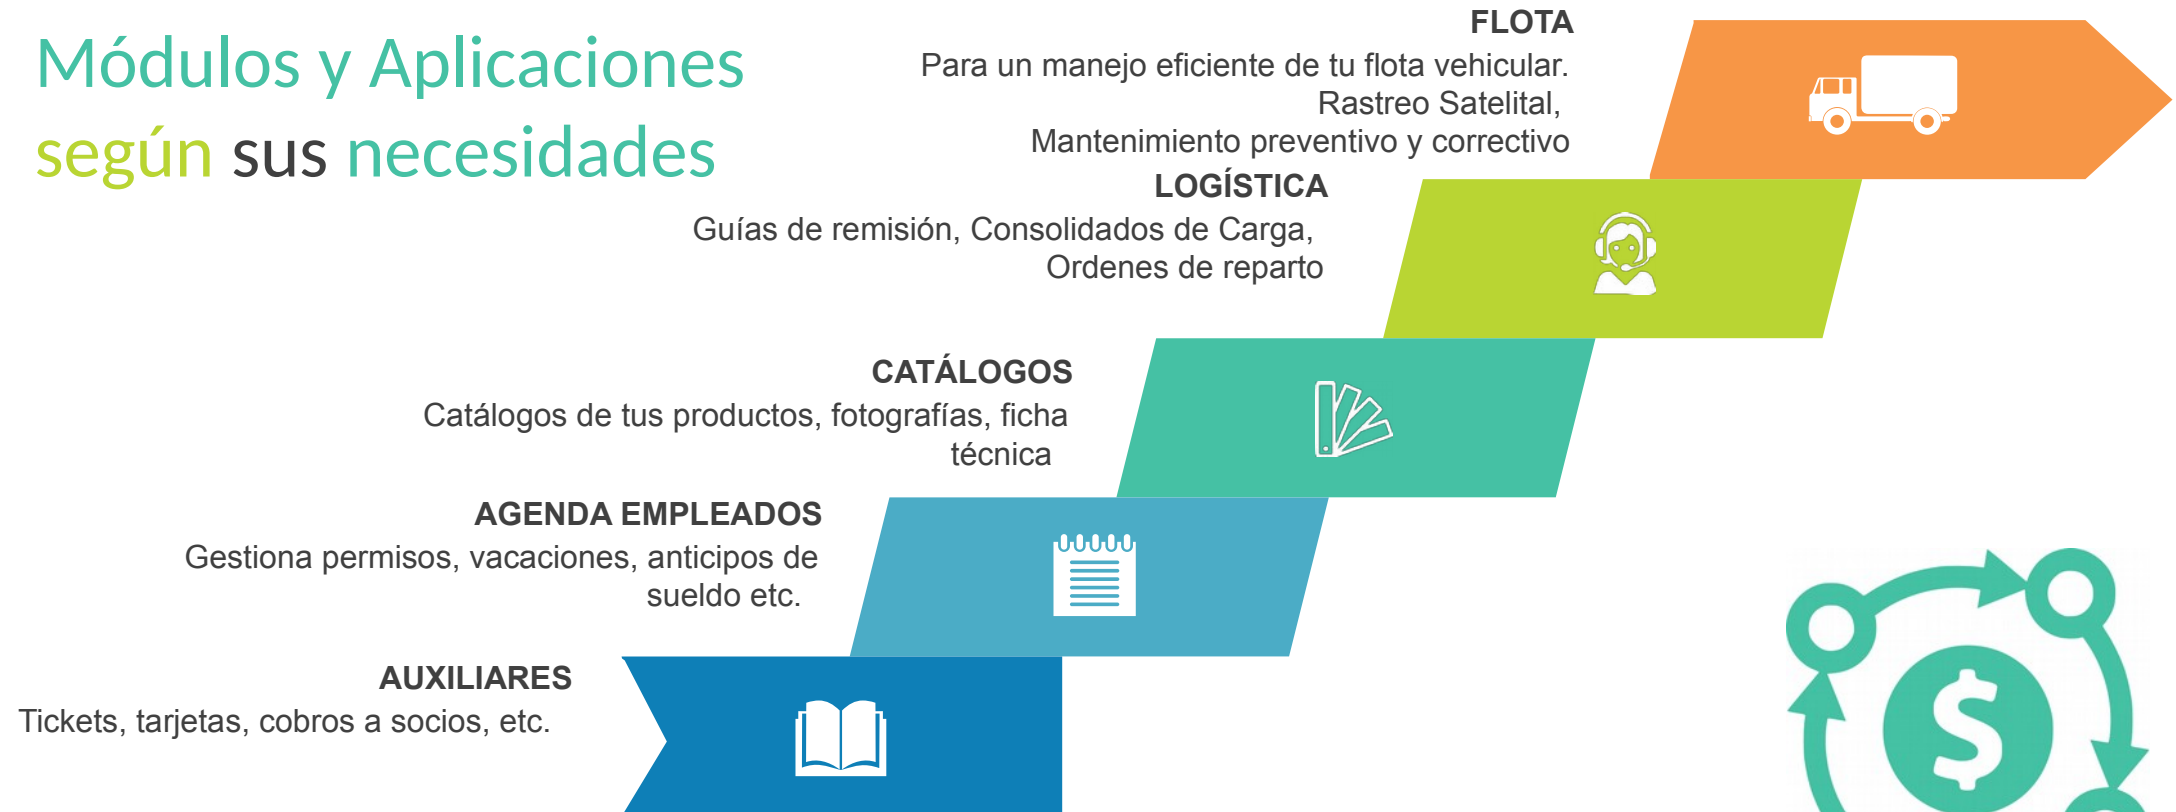 Módulos y Aplicaciones
según sus necesidades
FLOTA
Para un manejo eficiente de tu flota vehicular.
Rastreo Satelital,
Mantenimiento preventivo y correctivo
LOGÍSTICA
Guías de remisión, Consolidados de Carga,
Ordenes de reparto
CATÁLOGOS
Catálogos de tus productos, fotografías, ficha
técnica
AGENDA EMPLEADOS
Gestiona permisos, vacaciones, anticipos de
sueldo etc.
AUXILIARES
Tickets, tarjetas, cobros a socios, etc.
$